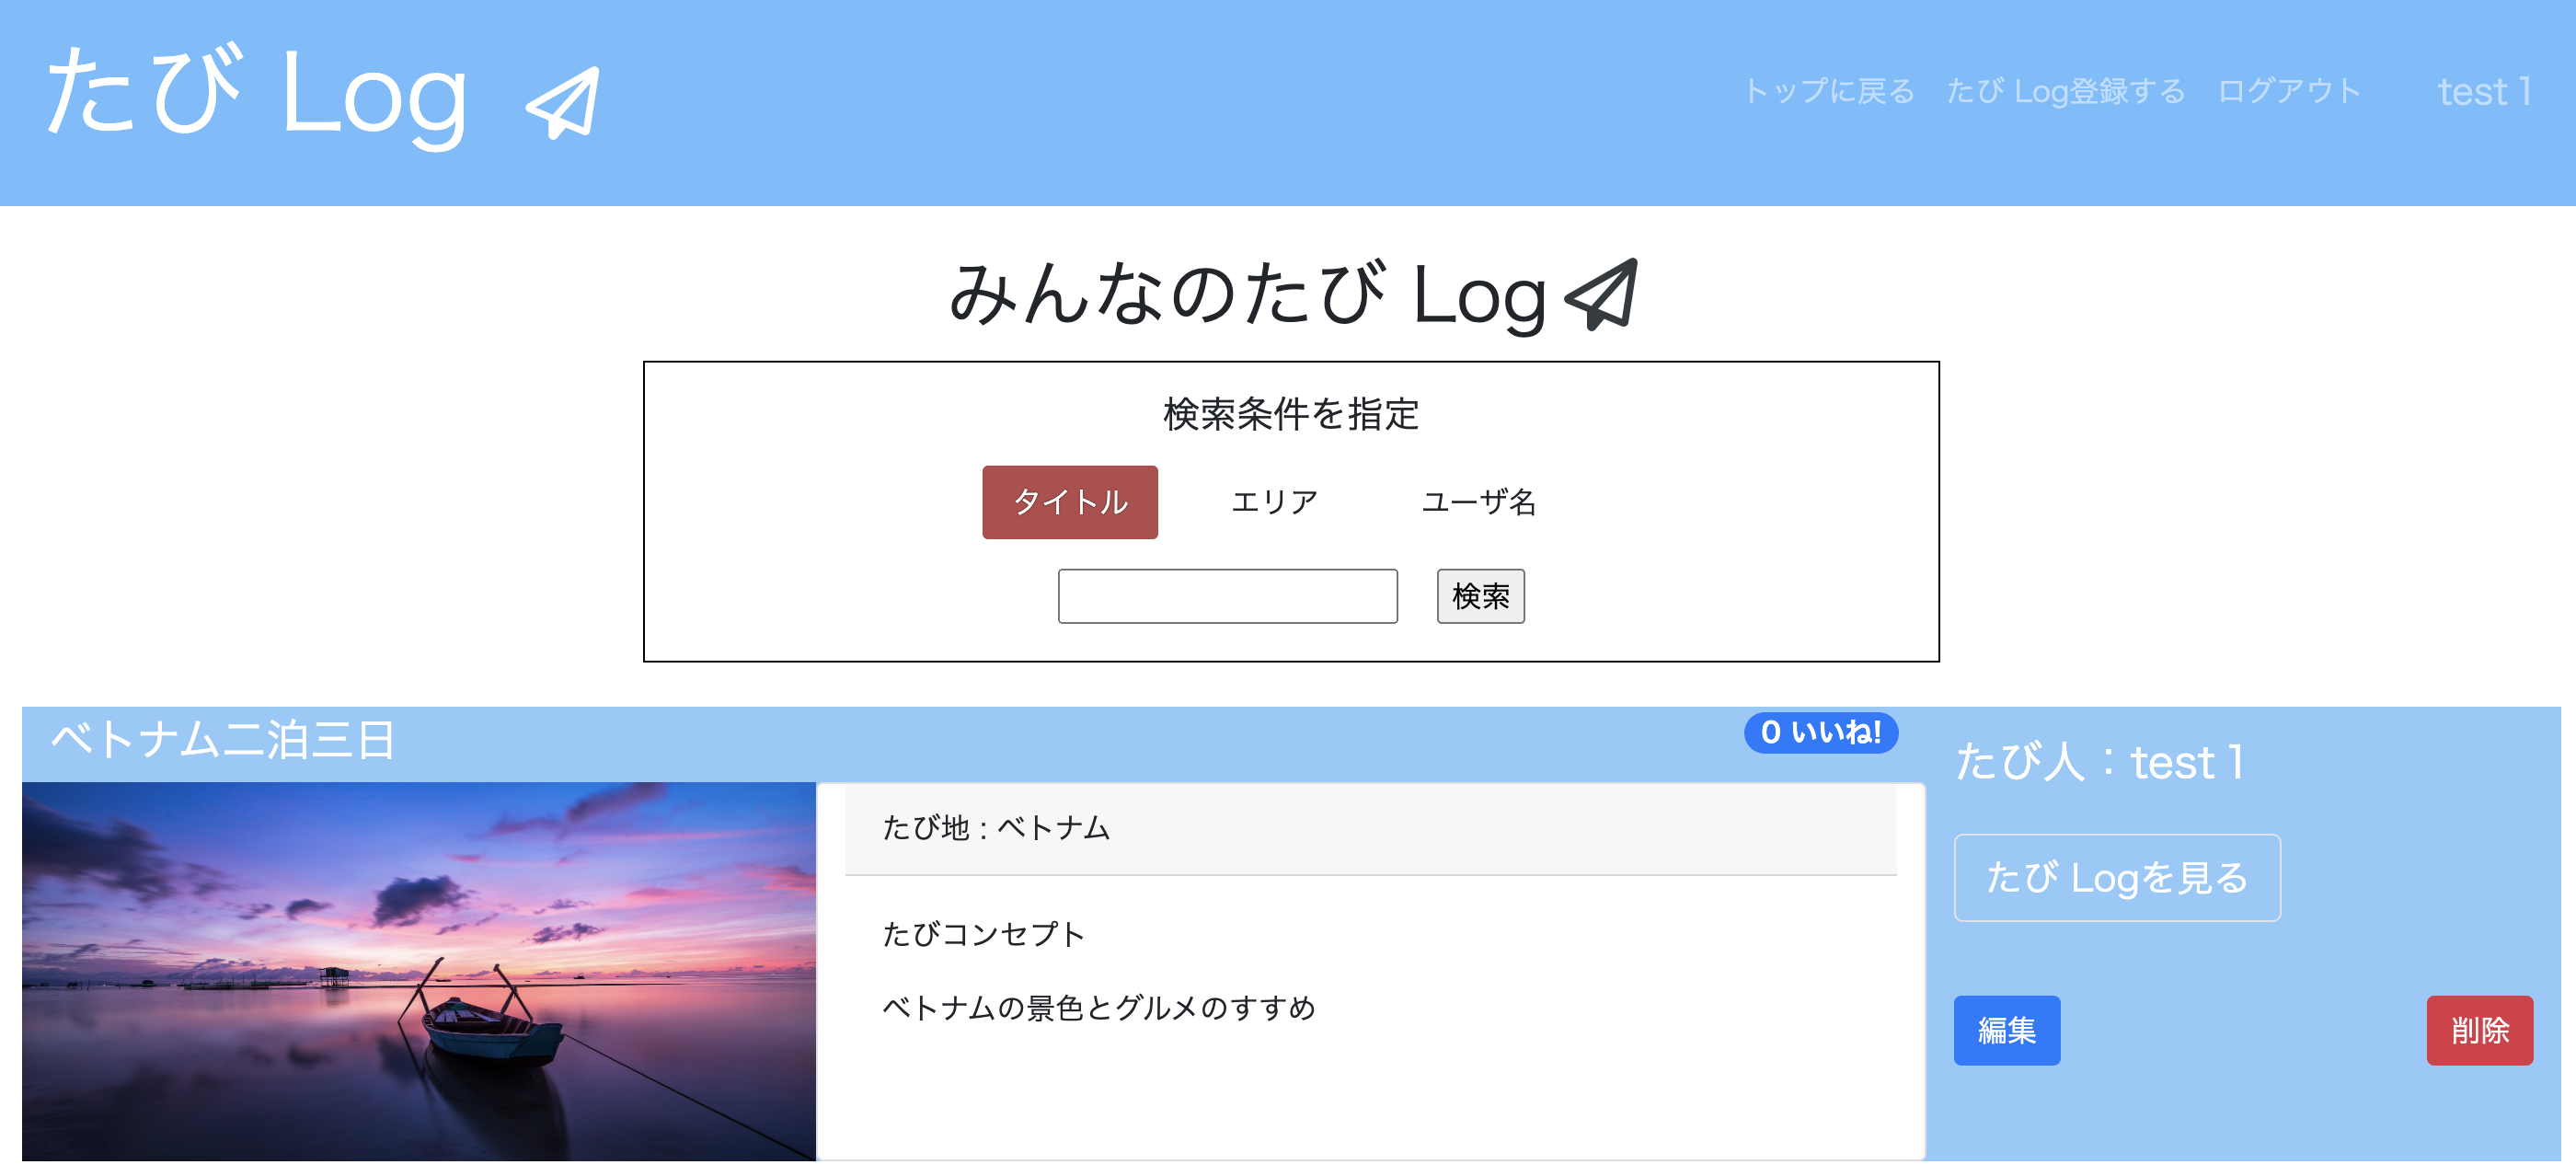 たび Log
トップに戻る たび Log登録する ログアウト test 1
みんなのたび Log
検索条件を指定
タイトル エリア ユーザ名
検索
ベトナム二泊三日
0 いいね!
たび地 : ベトナム
たびコンセプト
ベトナムの景色とグルメのすすめ
たび人：test 1
たび Logを見る
編集 削除